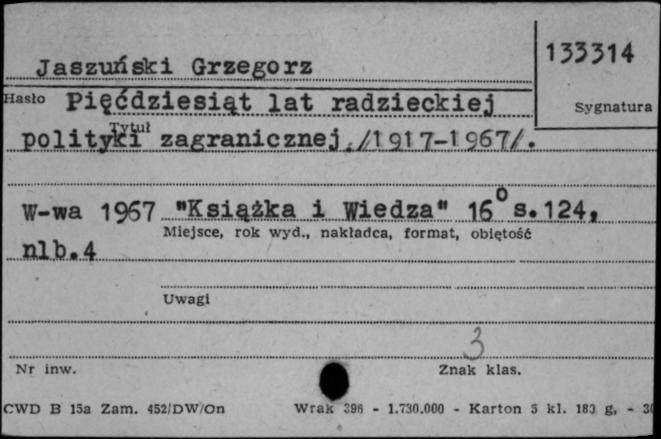 133314
Jaszuński Grzegorz
Hasło Pięćdziesiąt lat radzieckiej
Sygnatura
Tytuł
polityki zagranicznej./1917-1967/.
W-wa 1967 "Książka i Wiedza" 16° s.124,
Miejsce, rok wyd., nakładca, format, objętość
nlb.4
Uwagi
3
Nr inw.
Znak klas.
CWD B 15a Zam. 452/DW/On Wrak 396 - 1.730.000 - Karton 5 kl. 180 g, -